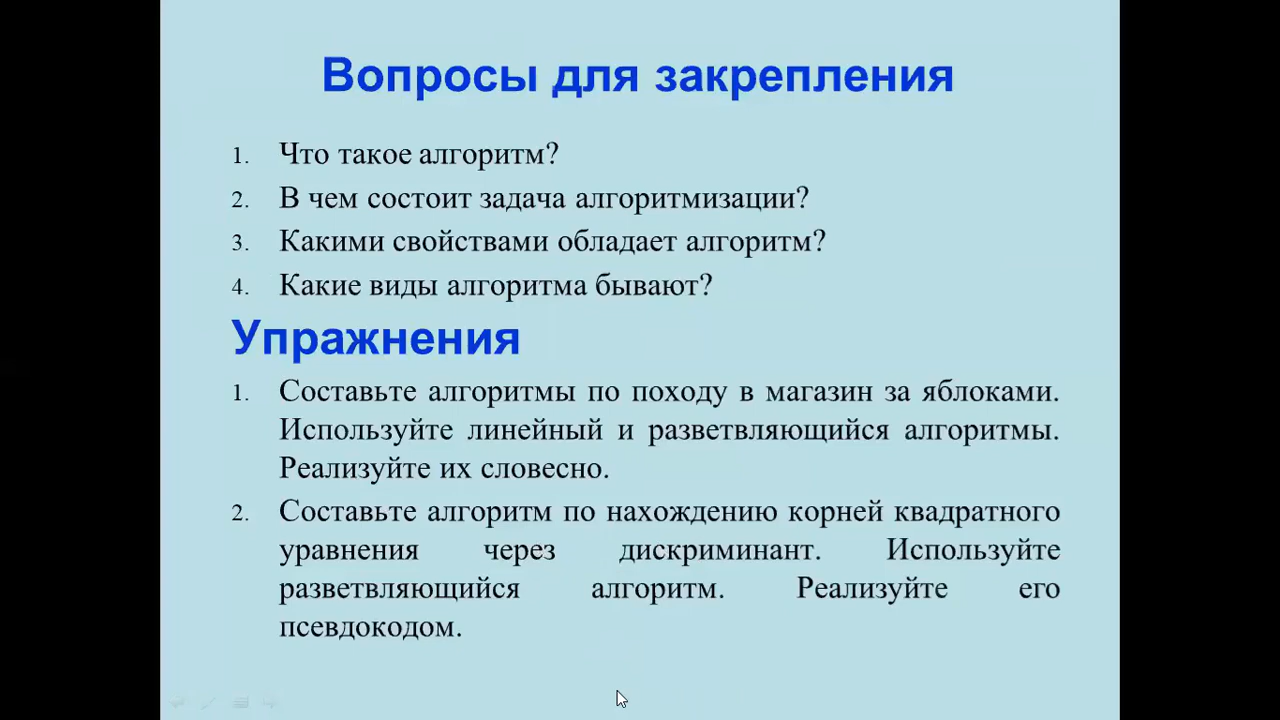 Вопросы для закрепления
1. Что такое алгоритм?
2. В чем состоит задача алгоритмизации?
3. Какими свойствами обладает алгоритм?
4. Какие виды алгоритма бывают?
Упражнения
1. Составьте алгоритмы по походу в магазин за яблоками.
Используйте линейный и разветвляющийся алгоритмы.
Реализуйте их словесно.
2. Составьте алгоритм по нахождению корней квадратного
уравнения через дискриминант. Используйте
разветвляющийся алгоритм. Реализуйте его
псевдокодом.